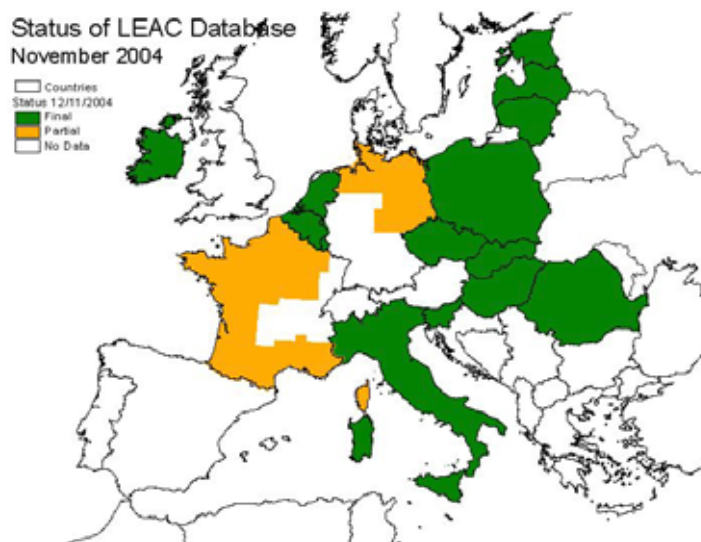 Status of LEAC Database
November 2004
Countries
Status 12/11/2004
Final
Partial
No Data